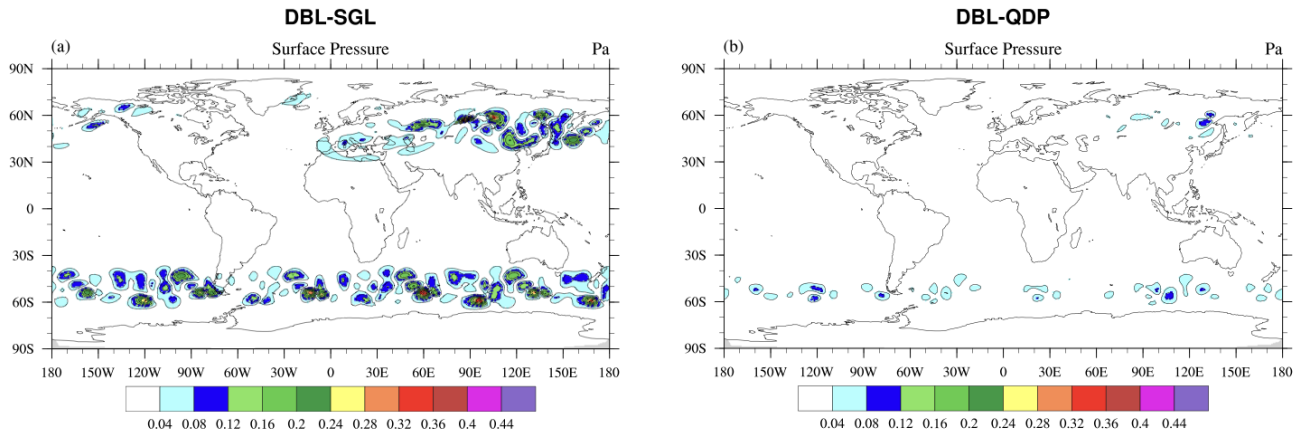 DBL-SGL
(a) Surface Pressure Pa
90N
60N
30N
0
30S
60S
90S
180 150W 120W 90W 60W 30W 0 30E 60E 90E 120E 150E 180
0.04 0.08 0.12 0.16 0.2 0.24 0.28 0.32 0.36 0.4 0.44
DBL-QDP
(b) Surface Pressure Pa
90N
60N
30N
0
30S
60S
90S
180 150W 120W 90W 60W 30W 0 30E 60E 90E 120E 150E 180
0.04 0.08 0.12 0.16 0.2 0.24 0.28 0.32 0.36 0.4 0.44